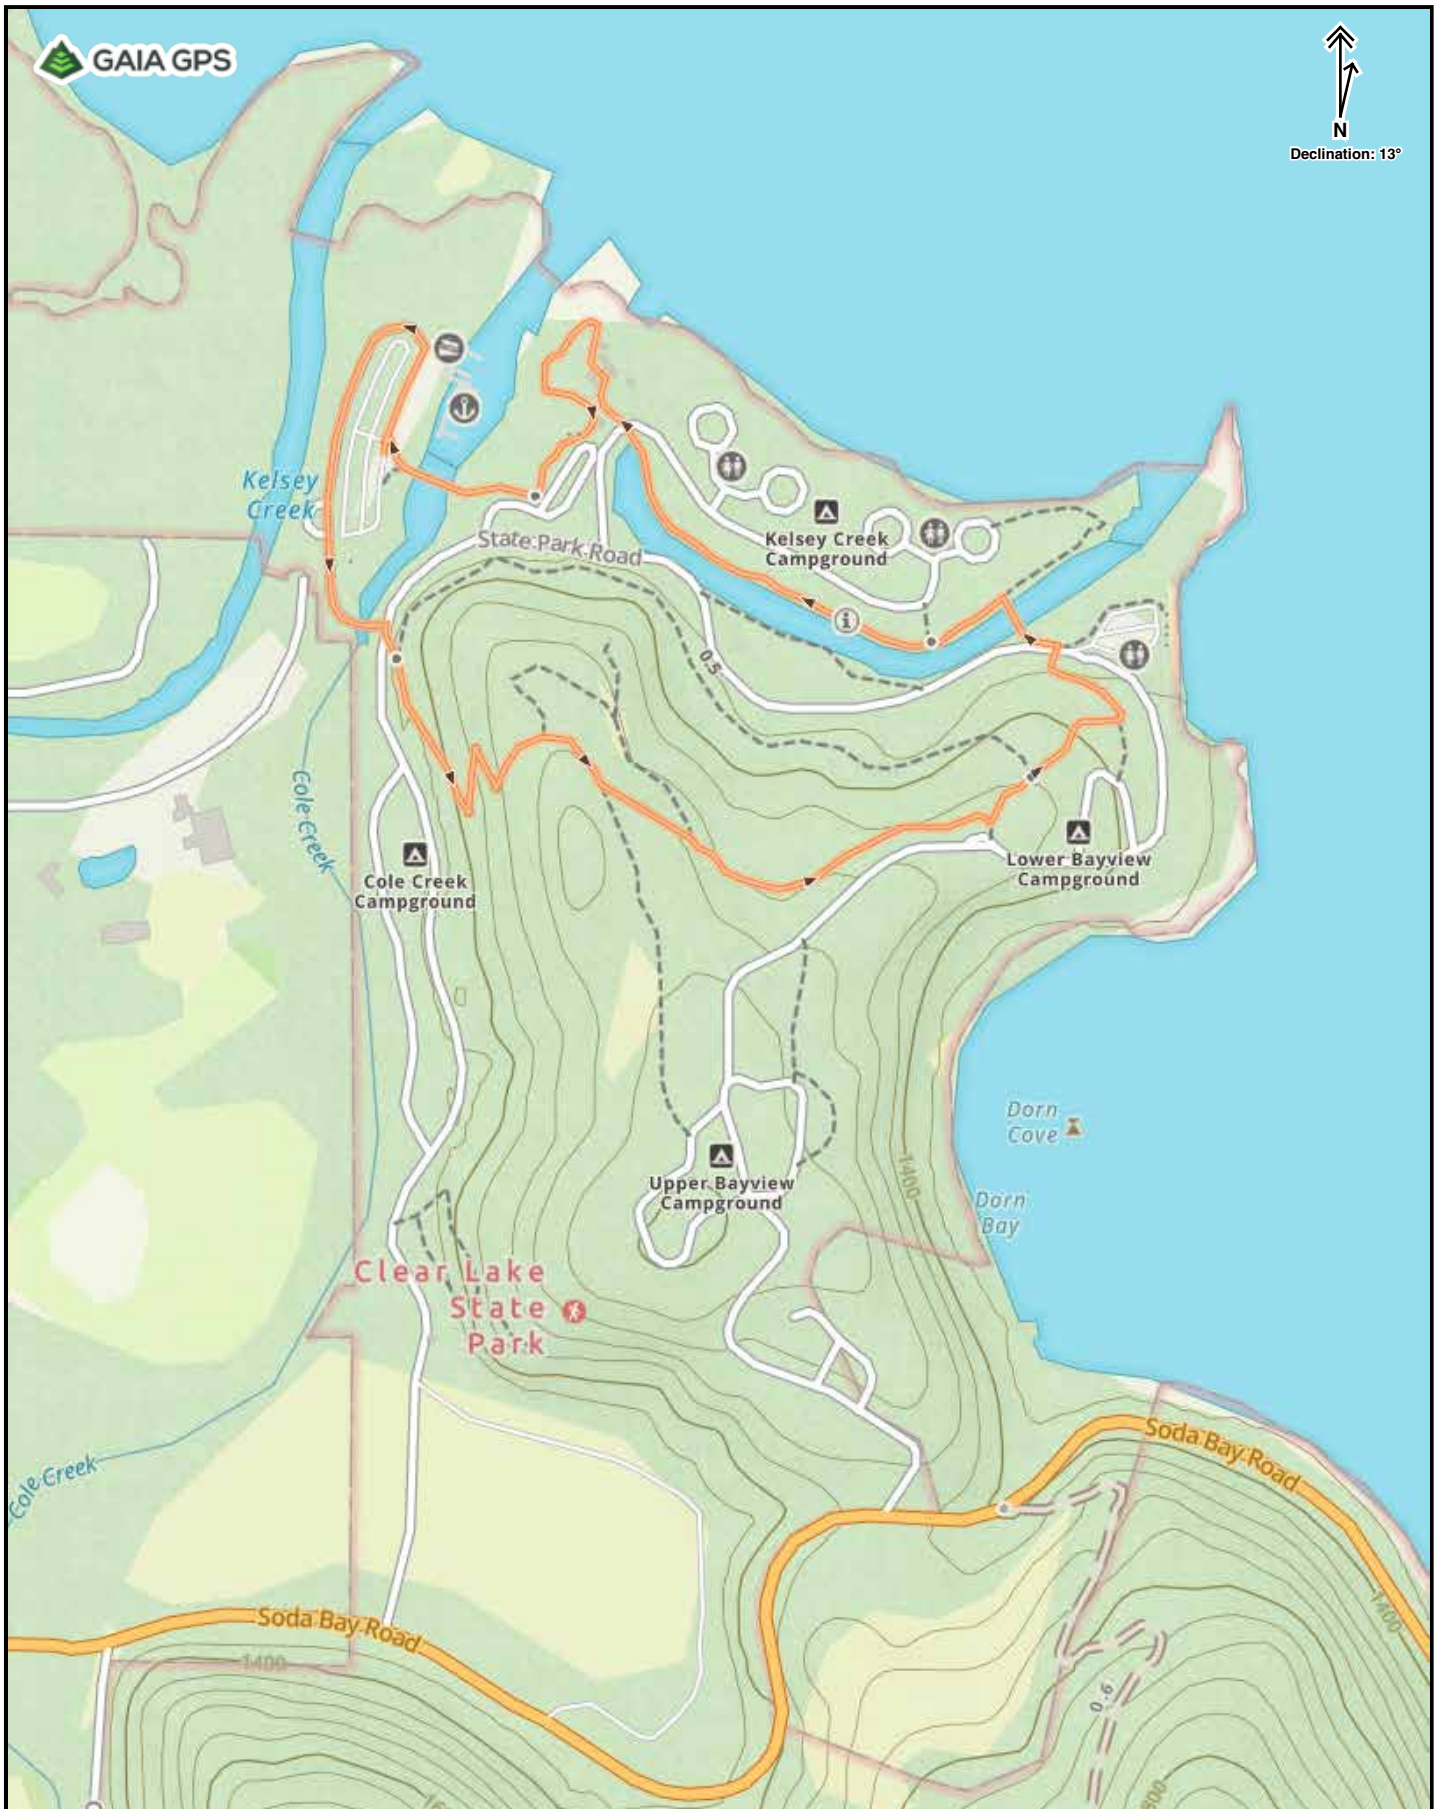 GAIA GPS
N
Declination: 13°
Kelsey
Creek
State Park Road
Kelsey Creek
Campground
0.5
Cole Creek
Lower Bayview
Campground
Cole Creek
Campground
Dorn
Cove
1400
Upper Bayview
Campground
Dorn
Bay
Clear Lake
State
Park
Soda Bay Road
Cole Creek
Soda Bay Road
1400
1400
0.6